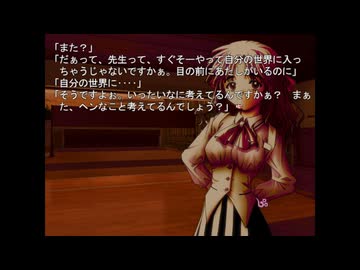 「また？」
「だぁって、先生って、すぐそーやって自分の世界に入っ
ちゃうじゃないですかぁ。目の前にあたしがいるのに」
「自分の世界に‥‥」
「そうですよぉ。いったいなに考えてるんですかぁ？　まぁ
た、ヘンなこと考えてるんでしょう？」